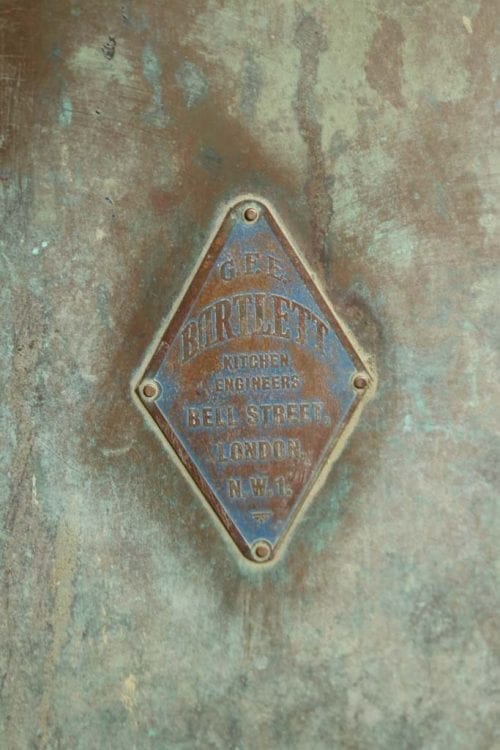 G.F.E.
BARTLETT
KITCHEN
ENGINEERS
BELL STREET,
LONDON,
N.W.1.